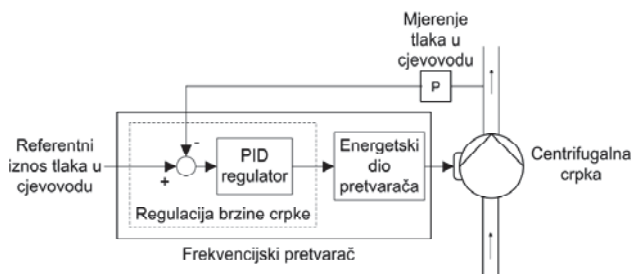 Mjerenje
tlaka u
cjevovodu
P
Referentni
iznos tlaka u
cjevovodu
-
+
PID
regulator
Energetski
dio
pretvarača
Centrifugalna
crpka
Regulacija brzine crpke
Frekvencijski pretvarač